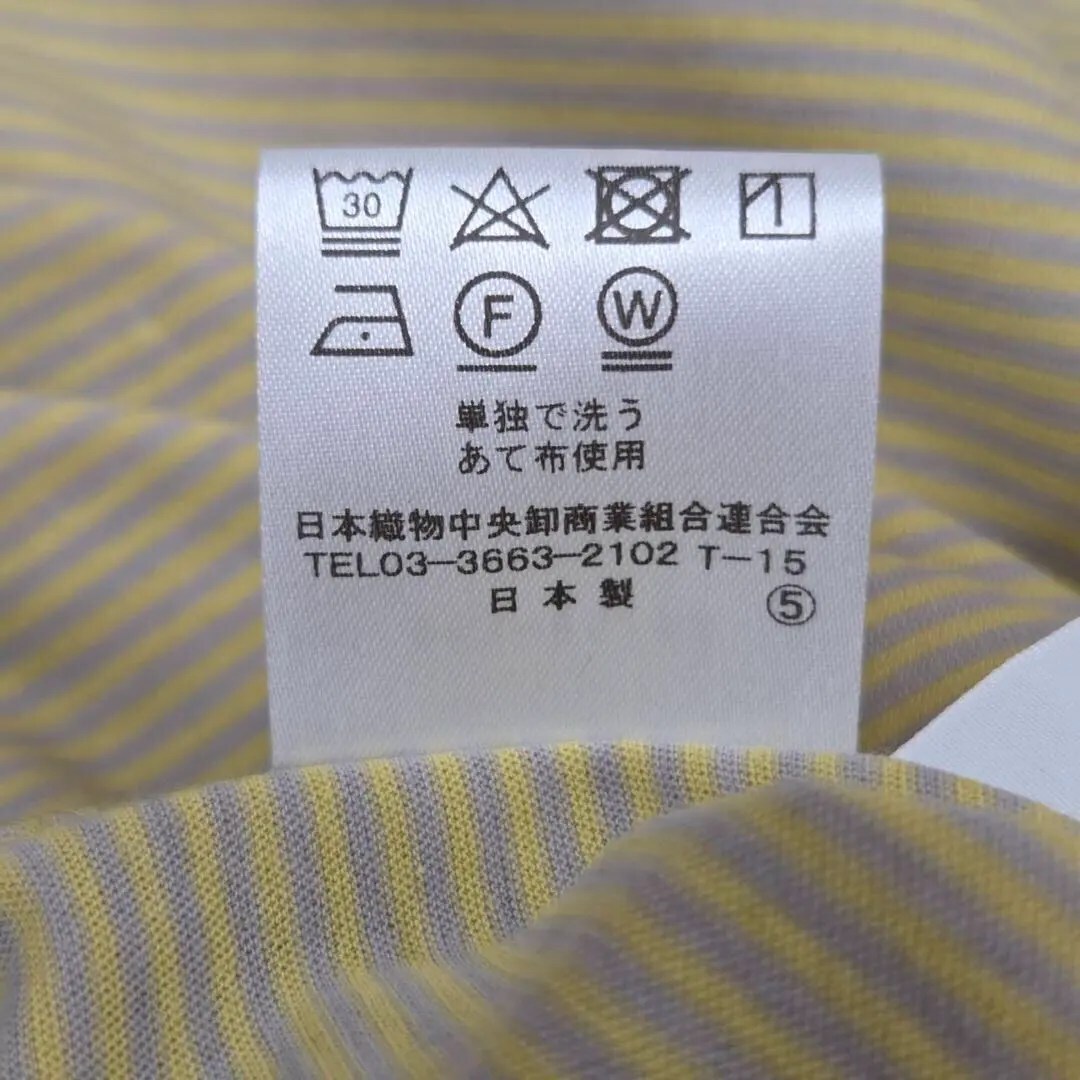 30
F W
単独で洗う
あて布使用
日本織物中央卸商業組合連合会
TEL03-3663-2102 T-15
日本製 ⑤